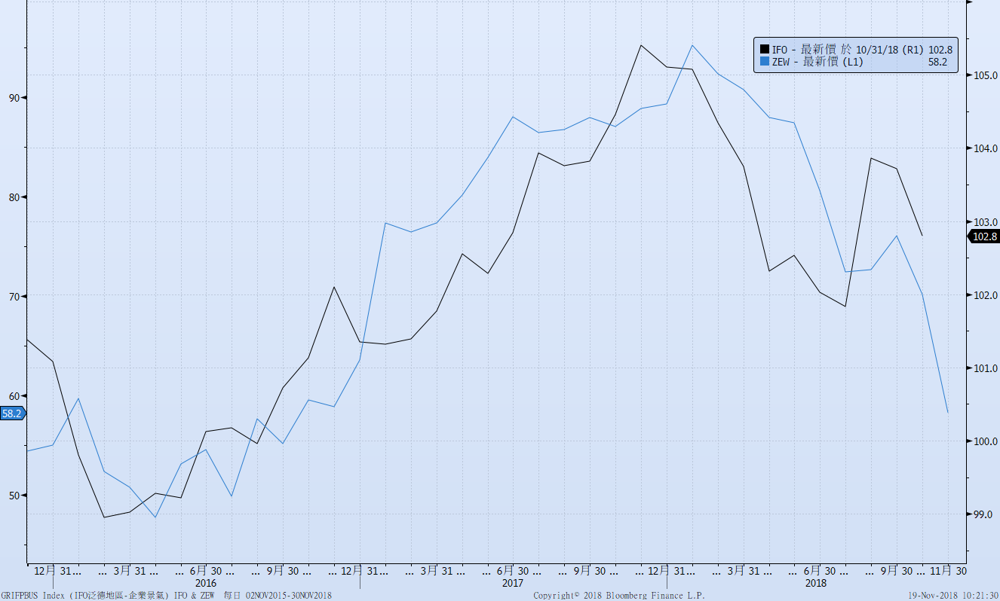 IFO - 最新價 於 10/31/18 (R1) 102.8
ZEW - 最新價 (L1) 58.2
105.0
90
104.0
80
103.0
102.8
70
102.0
101.0
60
58.2
100.0
50
99.0
12月 31... ... 3月 31 ... ... 6月 30 ... ... 9月 30 ... ... 12月 31 ... ... 3月 31 ... ... 6月 30 ... ... 9月 30 ... ... 12月 31 ... ... 3月 31 ... ... 6月 30 ... ... 9月 30 ... 11月 30
2016 2017 2018
GRIFPBUS Index (IFO泛德地區-企業景氣) IFO & ZEW 每日 02NOV2015-30NOV2018 Copyright© 2018 Bloomberg Finance L.P. 19-Nov-2018 10:21:30